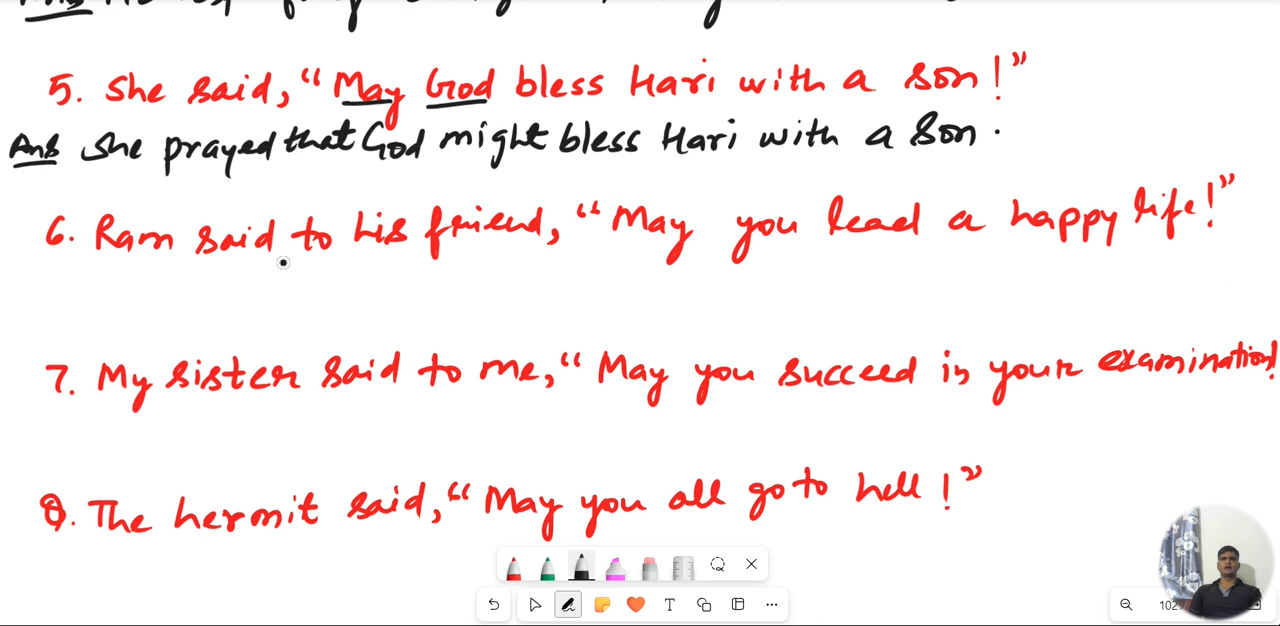 5. She said, "May God bless Hari with a son!"
Ans She prayed that God might bless Hari with a son.
6. Ram said to his friend, "May you lead a happy life!"
7. My sister said to me, "May you succeed in your examination!
8. The hermit said, "May you all go to hell!"
T
102